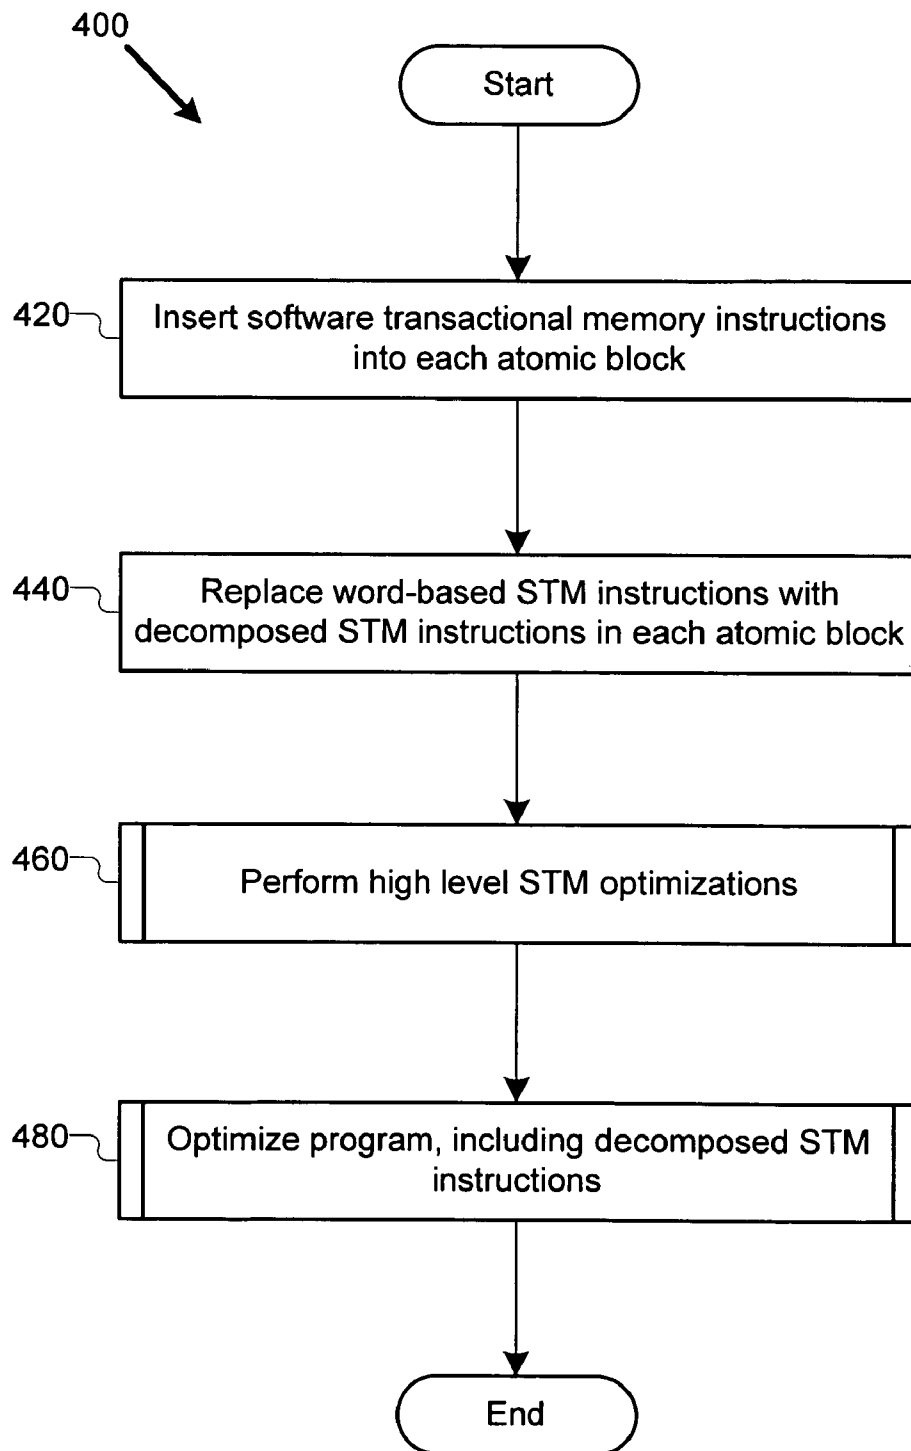 400
Start
420
Insert software transactional memory instructions
into each atomic block
440
Replace word-based STM instructions with
decomposed STM instructions in each atomic block
460
Perform high level STM optimizations
480
Optimize program, including decomposed STM
instructions
End